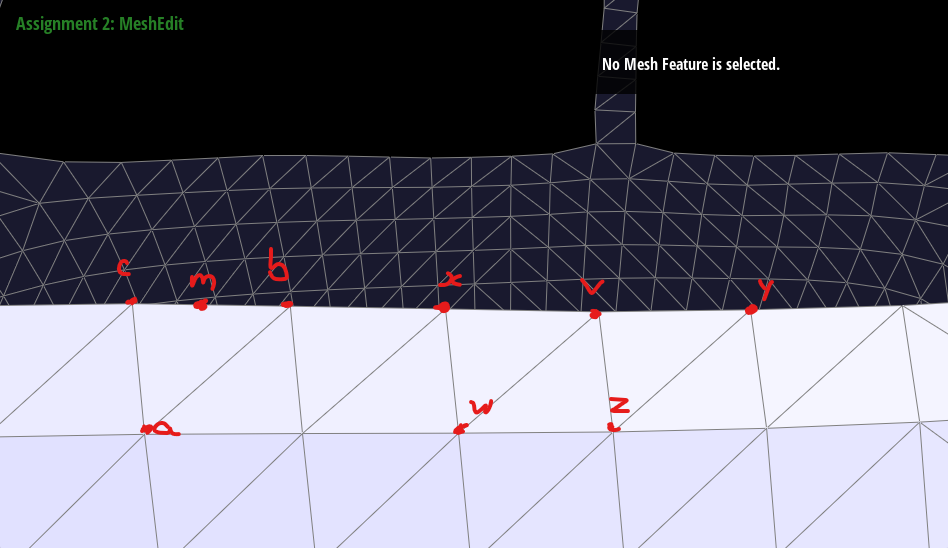 Assignment 2: MeshEdit
No Mesh Feature is selected.
c
m
b
x
v
y
a
w
z